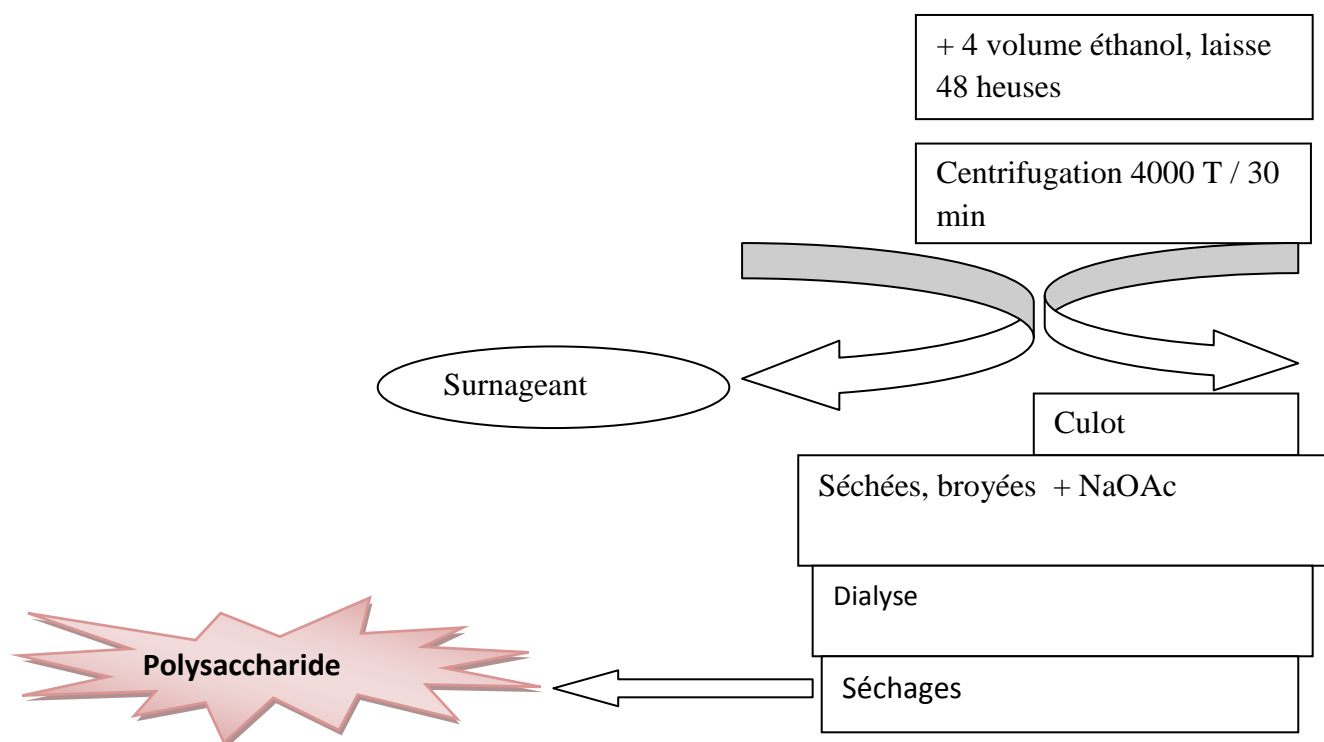 + 4 volume éthanol, laisse
48 heuses
Centrifugation 4000 T / 30
min
Surnageant
Culot
Séchées, broyées + NaOAc
Dialyse
Polysaccharide
Séchages